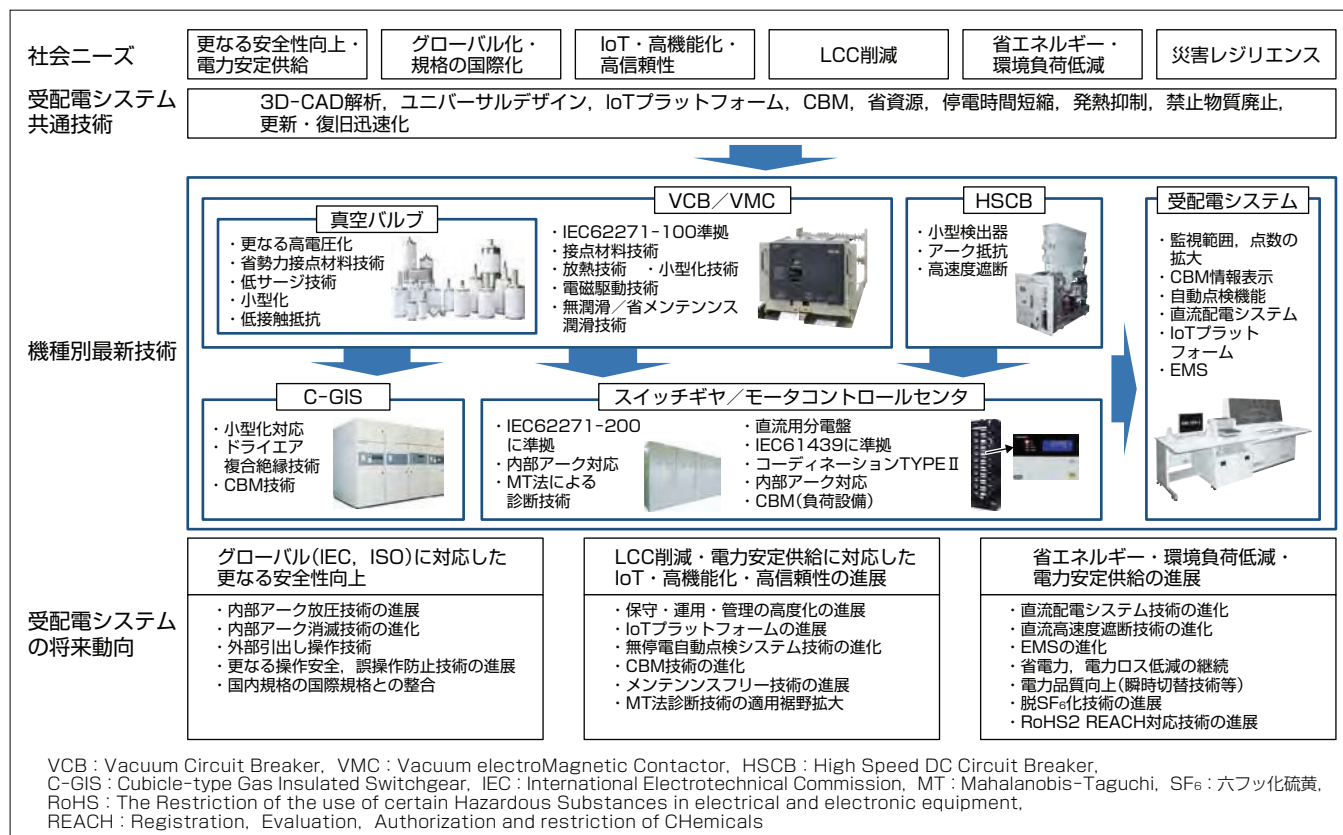 社会ニーズ
更なる安全性向上・
電力安定供給
グローバル化・
規格の国際化
IoT・高機能化・
高信頼性
LCC削減
省エネルギー・
環境負荷低減
災害レジリエンス
受配電システム
共通技術
3D-CAD解析，ユニバーサルデザイン，IoTプラットフォーム，CBM，省資源，停電時間短縮，発熱抑制，禁止物質廃止，
更新・復旧迅速化
機種別最新技術
VCB／VMC
真空バルブ
・更なる高電圧化
・省勢力接点材料技術
・低サージ技術
・小型化
・低接触抵抗
・IEC62271-100準拠
・接点材料技術
・放熱技術　・小型化技術
・電磁駆動技術
・無潤滑／省メンテンンス
潤滑技術
HSCB
・小型検出器
・アーク抵抗
・高速度遮断
受配電システム
・監視範囲，点数の
拡大
・CBM情報表示
・自動点検機能
・直流配電システム
・IoTプラット
フォーム
・EMS
C-GIS
・小型化対応
・ドライエア
複合絶縁技術
・CBM技術
スイッチギヤ／モータコントロールセンタ
・IEC62271-200
に準拠
・内部アーク対応
・MT法による
診断技術
・直流用分電盤
・IEC61439に準拠
・コーディネーションTYPEⅡ
・内部アーク対応
・CBM(負荷設備)
受配電システム
の将来動向
グローバル(IEC，ISO)に対応した
更なる安全性向上
・内部アーク放圧技術の進展
・内部アーク消滅技術の進化
・外部引出し操作技術
・更なる操作安全，誤操作防止技術の進展
・国内規格の国際規格との整合
LCC削減・電力安定供給に対応した
IoT・高機能化・高信頼性の進展
・保守・運用・管理の高度化の進展
・IoTプラットフォームの進展
・無停電自動点検システム技術の進化
・CBM技術の進化
・メンテンンスフリー技術の進展
・MT法診断技術の適用裾野拡大
省エネルギー・環境負荷低減・
電力安定供給の進展
・直流配電システム技術の進化
・直流高速度遮断技術の進化
・EMSの進化
・省電力，電力ロス低減の継続
・電力品質向上(瞬時切替技術等)
・脱SF₆化技術の進展
・RoHS2 REACH対応技術の進展
VCB：Vacuum Circuit Breaker，VMC：Vacuum electroMagnetic Contactor，HSCB：High Speed DC Circuit Breaker，
C-GIS：Cubicle-type Gas Insulated Switchgear，IEC：International Electrotechnical Commission，MT：Mahalanobis-Taguchi，SF₆：六フッ化硫黄，
RoHS：The Restriction of the use of certain Hazardous Substances in electrical and electronic equipment，
REACH：Registration，Evaluation，Authorization and restriction of CHemicals